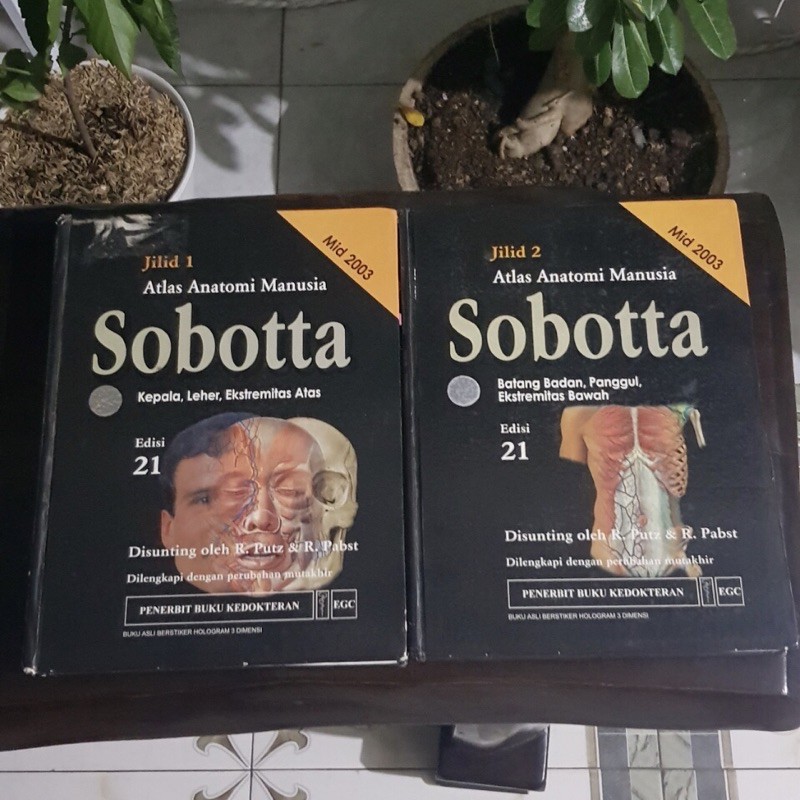 Mid 2003
Jilid 1
Atlas Anatomi Manusia
Sobotta
Kepala, Leher, Ekstremitas Atas
Edisi
21
Disunting oleh R. Putz & R. Pabst
Dilengkapi dengan perubahan mutakhir
PENERBIT BUKU KEDOKTERAN
EGC
BUKU ASLI BERSTIKER HOLOGRAM 3 DIMENSI
Mid 2003
Jilid 2
Atlas Anatomi Manusia
Sobotta
Batang Badan, Panggul,
Ekstremitas Bawah
Edisi
21
Disunting oleh R. Putz & R. Pabst
Dilengkapi dengan perubahan mutakhir
PENERBIT BUKU KEDOKTERAN
EGC
BUKU ASLI BERSTIKER HOLOGRAM 3 DIMENSI